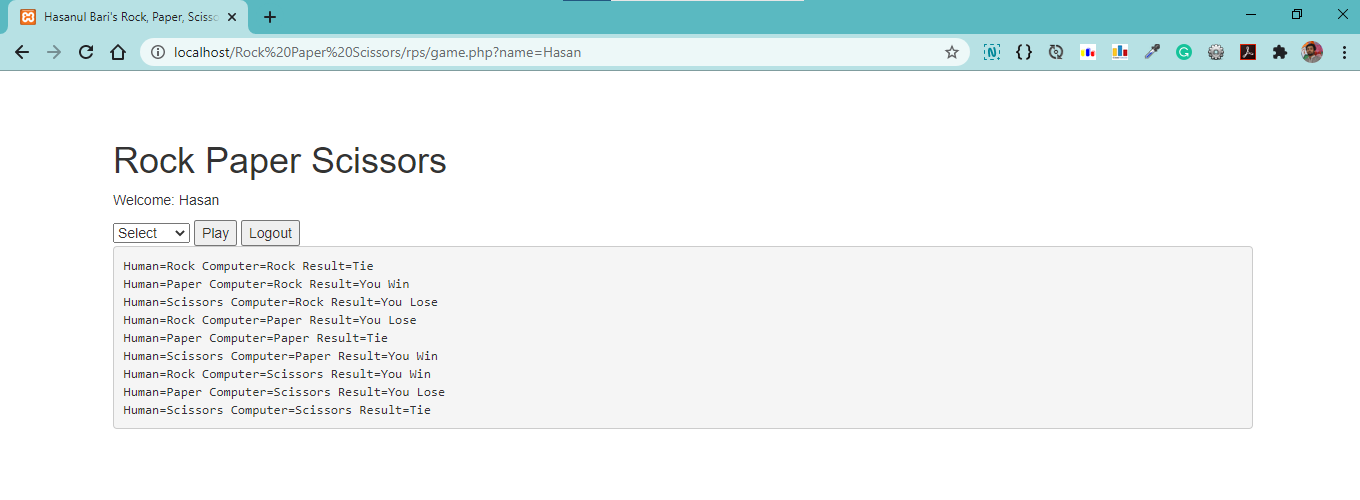 Hasanul Bari's Rock, Paper, Scisso
localhost/Rock%20Paper%20Scissors/rps/game.php?name=Hasan
Rock Paper Scissors
Welcome: Hasan
Select Play Logout
Human=Rock Computer=Rock Result=Tie
Human=Paper Computer=Rock Result=You Win
Human=Scissors Computer=Rock Result=You Lose
Human=Rock Computer=Paper Result=You Lose
Human=Paper Computer=Paper Result=Tie
Human=Scissors Computer=Paper Result=You Win
Human=Rock Computer=Scissors Result=You Win
Human=Paper Computer=Scissors Result=You Lose
Human=Scissors Computer=Scissors Result=Tie